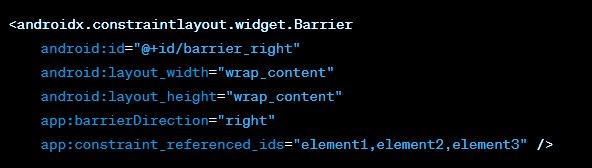 <androidx.constraintlayout.widget.Barrier
    android:id="@+id/barrier_right"
    android:layout_width="wrap_content"
    android:layout_height="wrap_content"
    app:barrierDirection="right"
    app:constraint_referenced_ids="element1,element2,element3" />